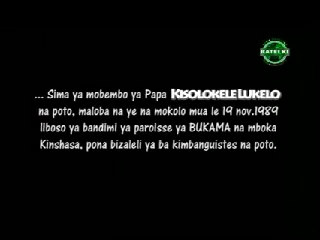 RATELKI
... Sima ya mobembo ya Papa KISOLOKELE LUKELO
na poto, maloba na ye na mokolo mua le 19 nov.1989
liboso ya bandimi ya paroisse ya BUKAMA na mboka
Kinshasa, pona bizaleli ya ba kimbanguistes na poto.